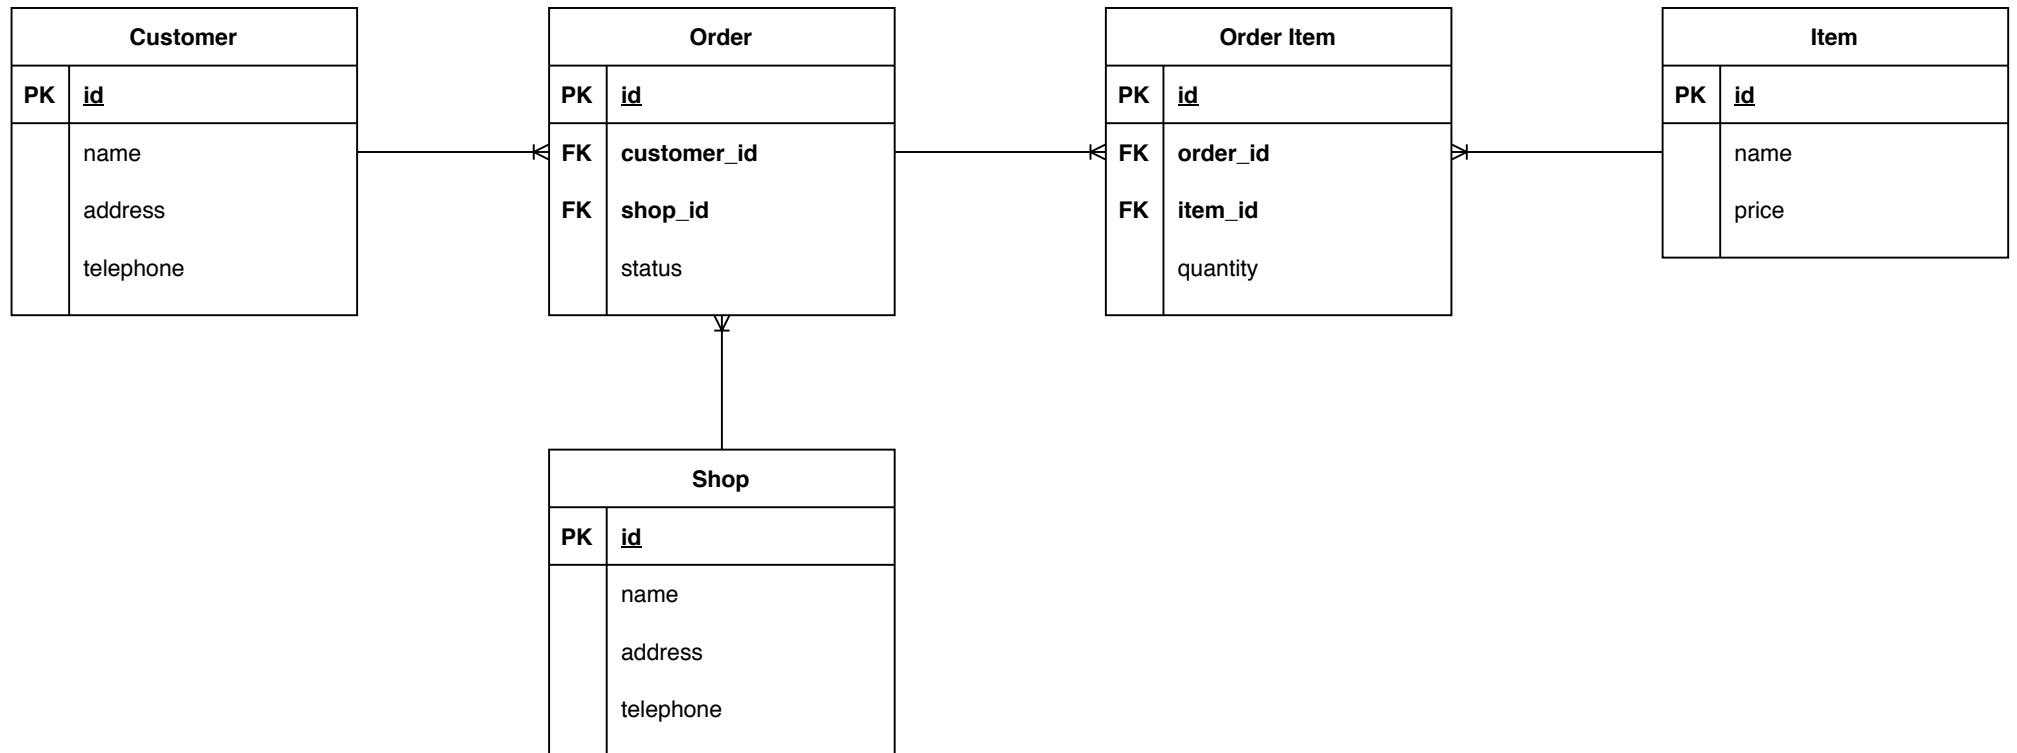 Customer
PK id
name
address
telephone
Order
PK id
FK customer_id
FK shop_id
status
Order Item
PK id
FK order_id
FK item_id
quantity
Item
PK id
name
price
Shop
PK id
name
address
telephone